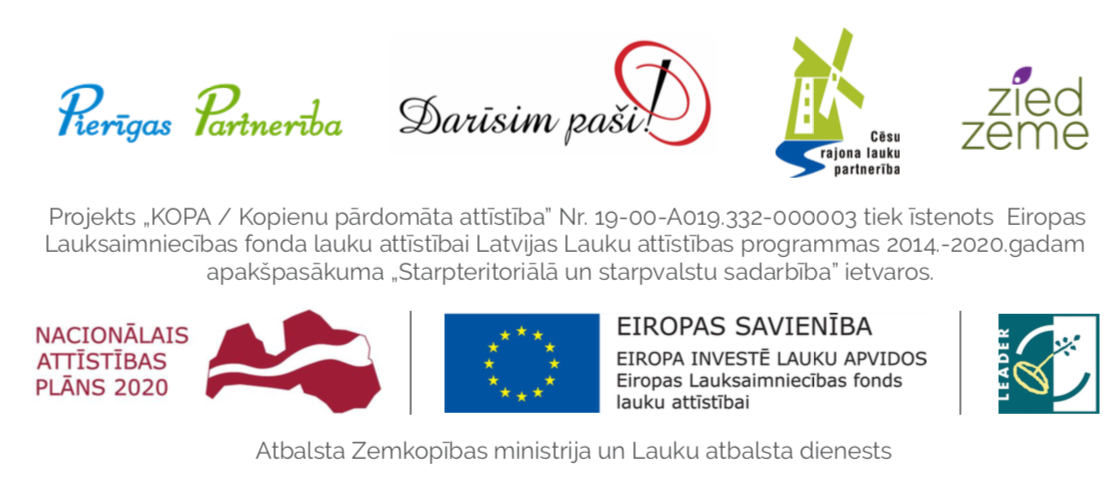 Pierīgas Partnerība
Darīsim paši!
zied
zeme
Cēsu
rajona lauku
partnerība
Projekts „KOPA / Kopienu pārdomāta attīstība” Nr. 19-00-A019.332-000003 tiek īstenots Eiropas
Lauksaimniecības fonda lauku attīstībai Latvijas Lauku attīstības programmas 2014.-2020.gadam
apakšpasākuma „Starpteritoriālā un starpvalstu sadarbība” ietvaros.
NACIONĀLAIS
ATTĪSTĪBAS
PLĀNS 2020
EIROPAS SAVIENĪBA
EIROPA INVESTĒ LAUKU APVIDOS
Eiropas Lauksaimniecības fonds
lauku attīstībai
LEADER
Atbalsta Zemkopības ministrija un Lauku atbalsta dienests